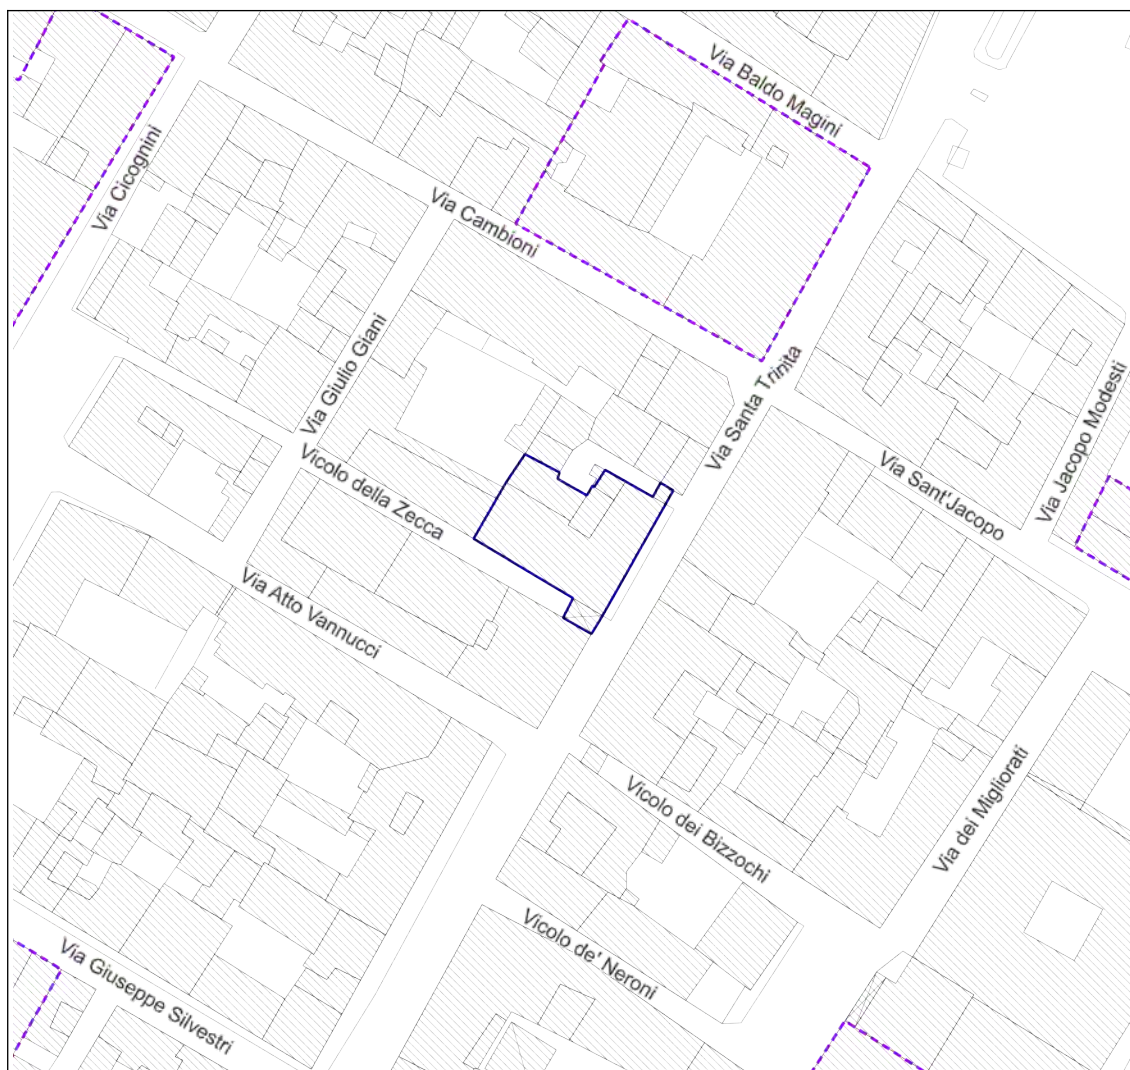 Via Baldo Magini
Via Cicognini
Via Cambioni
Via Giulio Giani
Via Santa Trinita
Via Jacopo Modesti
Vicolo della Zecca
Via Sant'Jacopo
Via Atto Vannucci
Vicolo dei Bizzochi
Via dei Migliorati
Vicolo de' Neroni
Via Giuseppe Silvestri